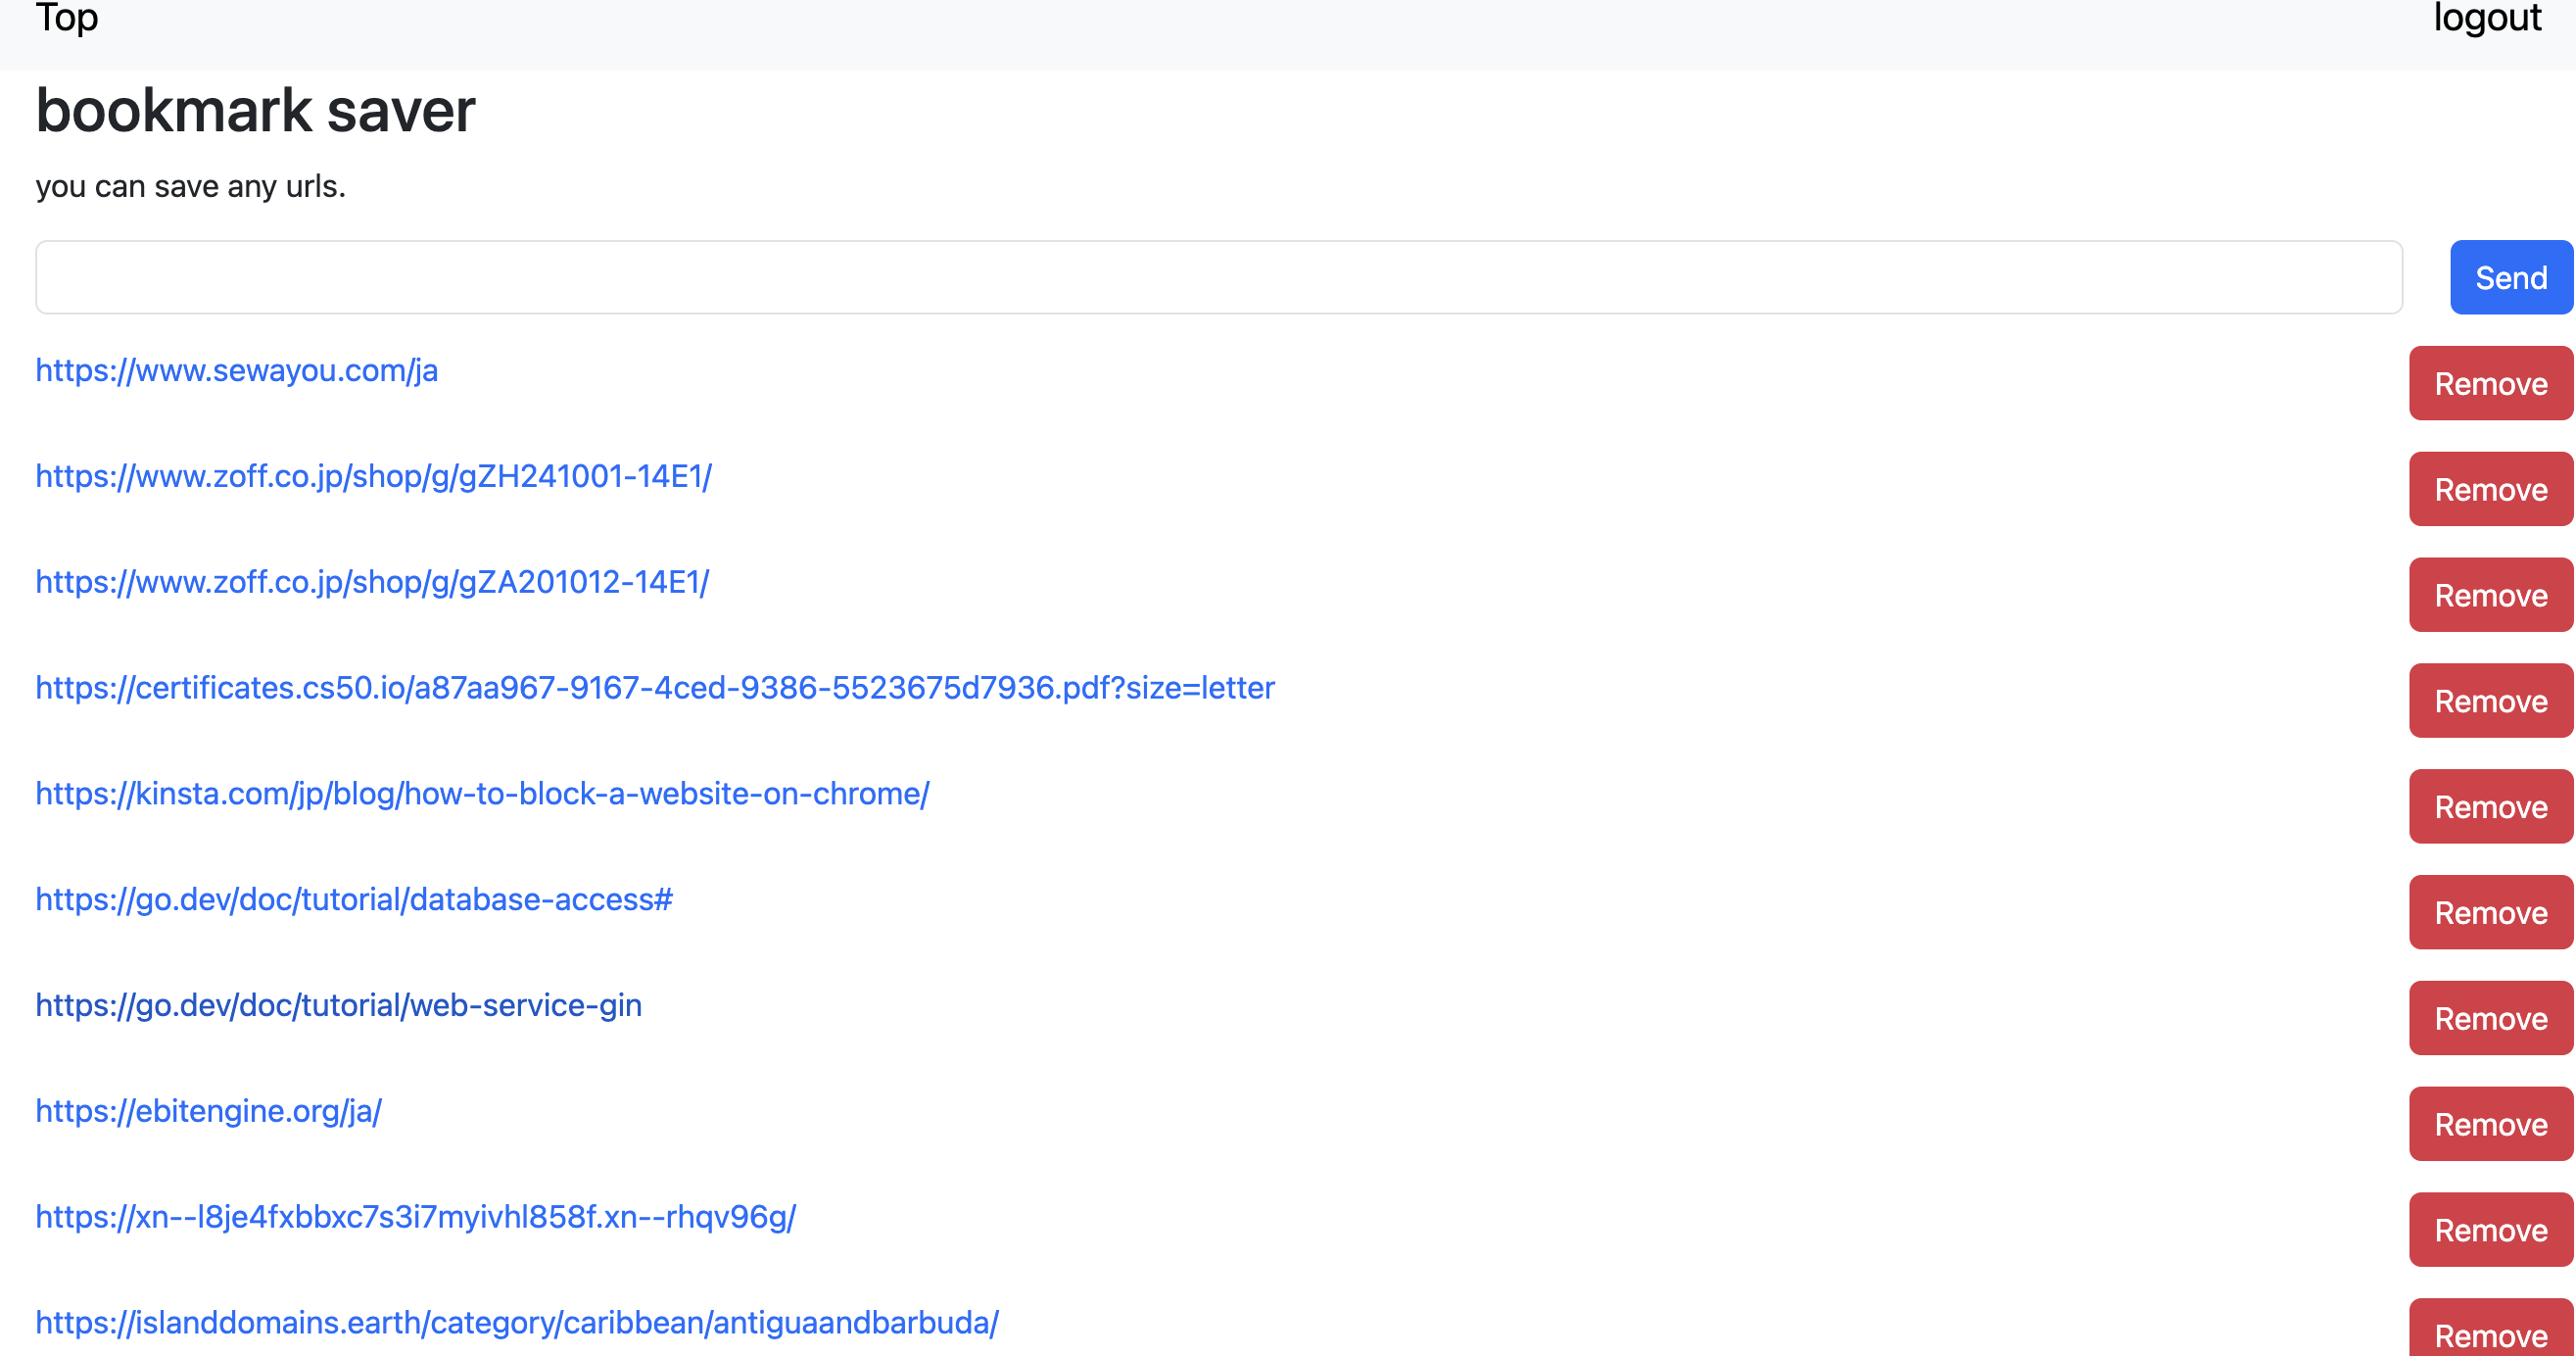 Top logout
bookmark saver
you can save any urls.
Send
https://www.sewayou.com/ja Remove
https://www.zoff.co.jp/shop/g/gZH241001-14E1/ Remove
https://www.zoff.co.jp/shop/g/gZA201012-14E1/ Remove
https://certificates.cs50.io/a87aa967-9167-4ced-9386-5523675d7936.pdf?size=letter Remove
https://kinsta.com/jp/blog/how-to-block-a-website-on-chrome/ Remove
https://go.dev/doc/tutorial/database-access# Remove
https://go.dev/doc/tutorial/web-service-gin Remove
https://ebitengine.org/ja/ Remove
https://xn--l8je4fxbbxc7s3i7myivhl858f.xn--rhqv96g/ Remove
https://islanddomains.earth/category/caribbean/antiguaandbarbuda/ Remove